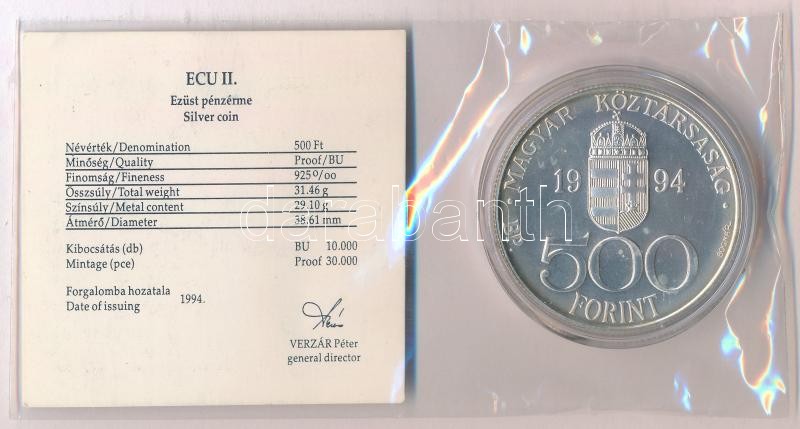 ECU II.
Ezüst pénzérme
Silver coin
Névérték/Denomination 500 Ft
Minőség/Quality Proof/BU
Finomság/Fineness 925 o/oo
Összsúly/Total weight 31.46 g
Színsúly/Metal content 29.10 g
Átmérő/Diameter 38.61 mm
Kibocsátás (db) BU 10.000
Mintage (pce) Proof 30.000
Forgalomba hozatala
Date of issuing 1994.
VERZÁR Péter
general director
MAGYAR KÖZTÁRSASÁG
19 94
500
FORINT
darabanth